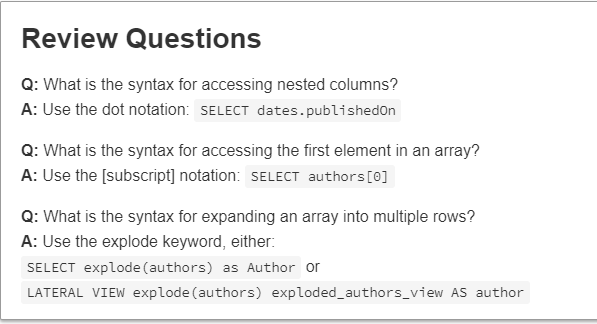 Review Questions
Q: What is the syntax for accessing nested columns?
A: Use the dot notation: SELECT dates.publishedOn
Q: What is the syntax for accessing the first element in an array?
A: Use the [subscript] notation: SELECT authors[0]
Q: What is the syntax for expanding an array into multiple rows?
A: Use the explode keyword, either:
SELECT explode(authors) as Author or
LATERAL VIEW explode(authors) exploded_authors_view AS author